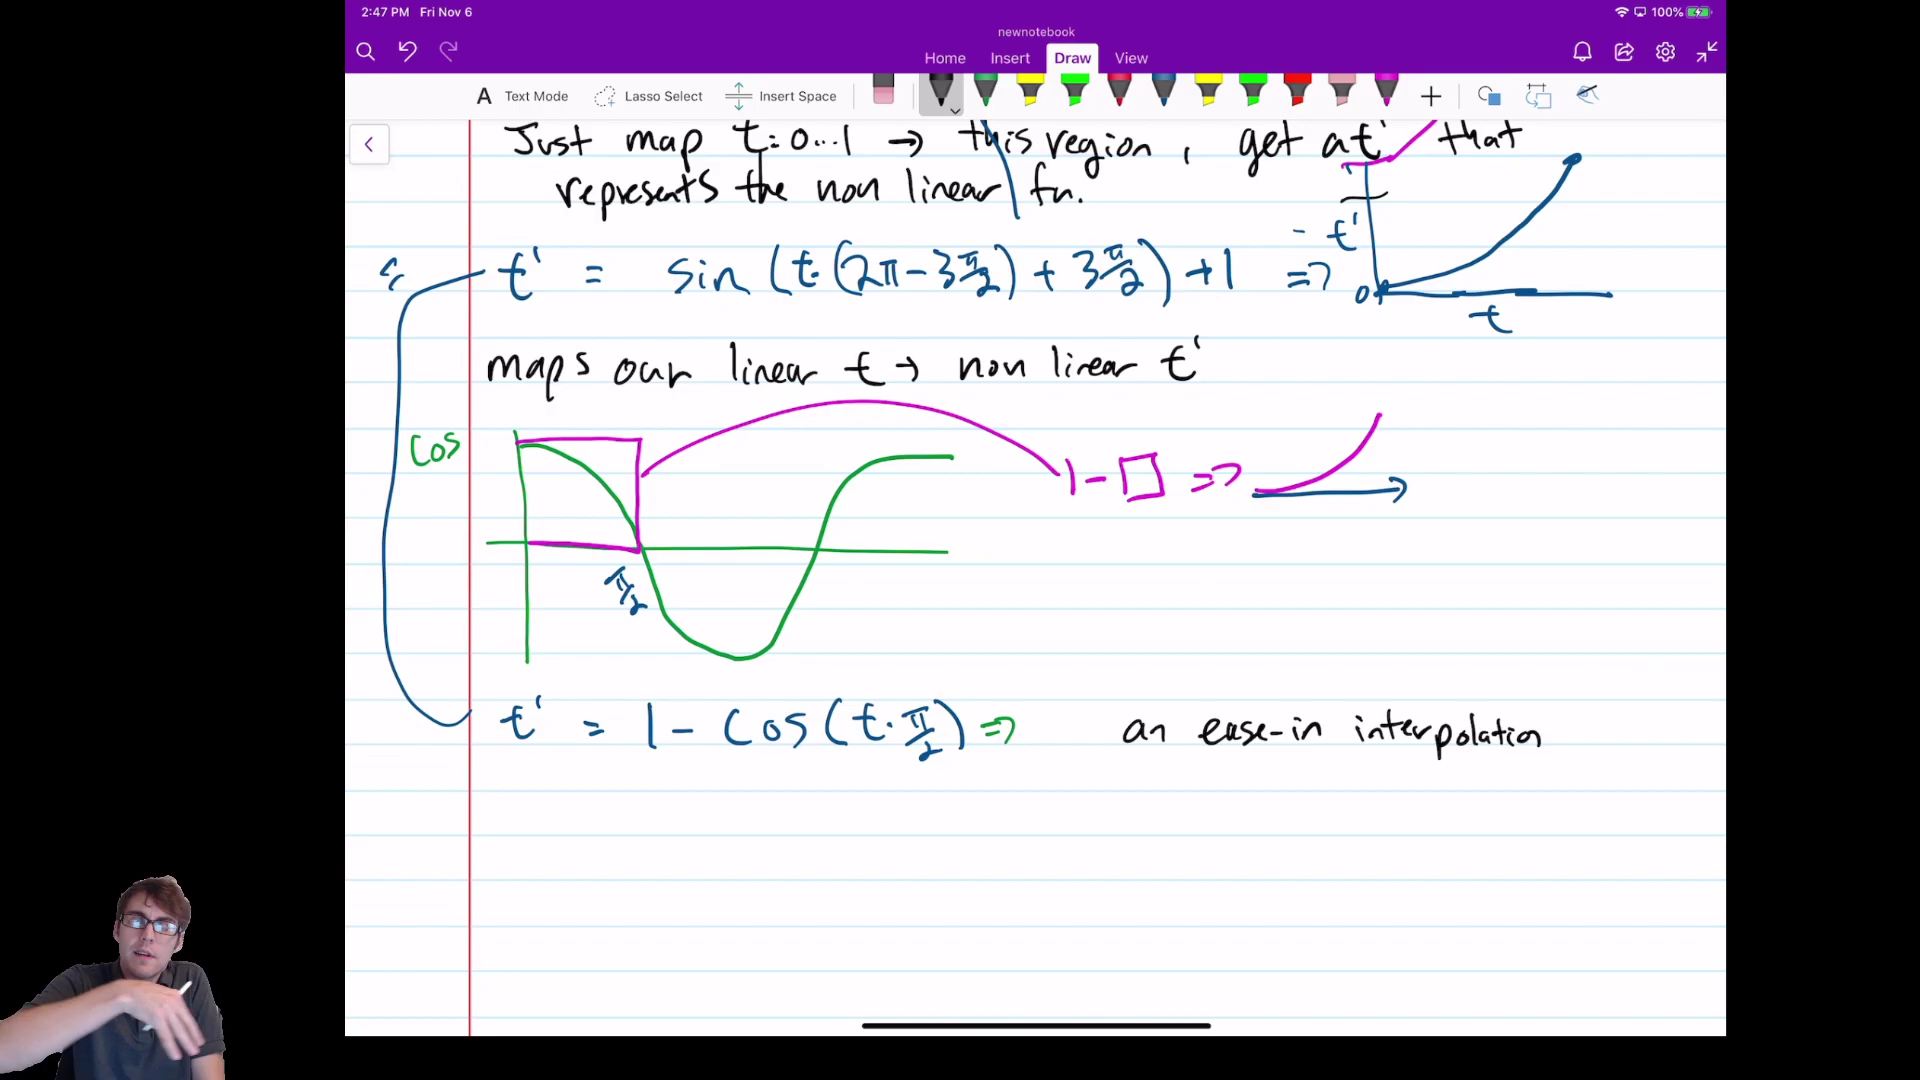 2:47 PM Fri Nov 6
100%
newnotebook
Home Insert Draw View
A Text Mode Lasso Select Insert Space
Just map t: 0...1 → this region, get a t' that
represents the non linear fn.
t' = sin (t·(2π-3π/2) + 3π/2) + 1 =>
t'
0
t
maps our linear t → non linear t'
cos
1 - □ =>
π/2
t' = 1 - cos(t·π/2) => an ease-in interpolation